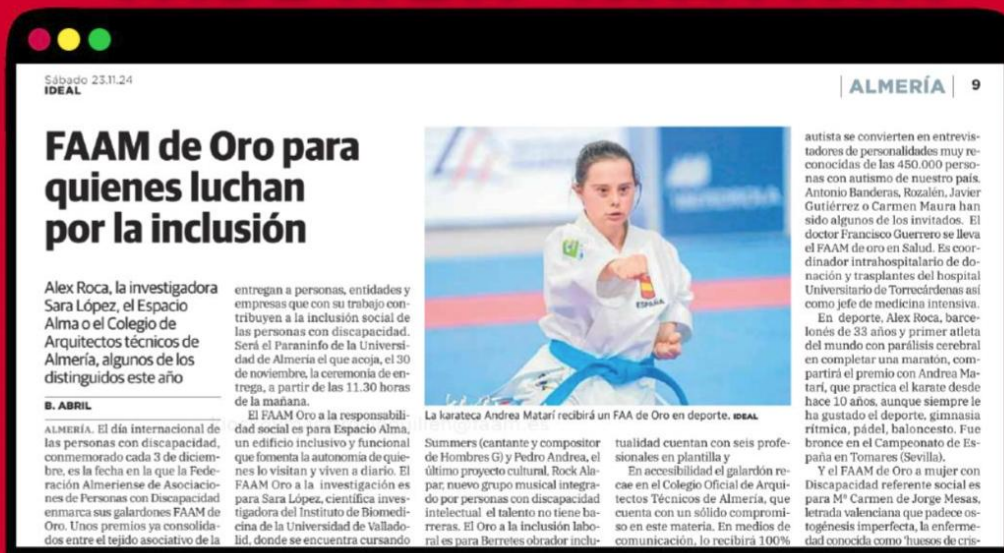 Sábado 23.11.24
IDEAL
ALMERÍA 9
FAAM de Oro para
quienes luchan
por la inclusión
Alex Roca, la investigadora
Sara López, el Espacio
Alma o el Colegio de
Arquitectos técnicos de
Almería, algunos de los
distinguidos este año
B. ABRIL
ALMERÍA. El día internacional de
las personas con discapacidad,
conmemorado cada 3 de diciem-
bre, es la fecha en la que la Fede-
ración Almeriense de Asociacio-
nes de Personas con Discapacidad
enmarca sus galardones FAAM de
Oro. Unos premios ya consolida-
dos entre el tejido asociativo de la
entregan a personas, entidades y
empresas que con su trabajo con-
tribuyen a la inclusión social de
las personas con discapacidad.
Será el Paraninfo de la Universi-
dad de Almería el que acoja, el 30
de noviembre, la ceremonia de en-
trega, a partir de las 11.30 horas
de la mañana.
El FAAM Oro a la responsabili-
dad social es para Espacio Alma,
un edificio inclusivo y funcional
que fomenta la autonomía de quie-
nes lo visitan y viven a diario. El
FAAM Oro a la investigación es
para Sara López, científica inves-
tigadora del Instituto de Biomedi-
cina de la Universidad de Vallado-
lid, donde se encuentra cursando
ESPAÑA
La karateca Andrea Matarí recibirá un FAA de Oro en deporte. IDEAL
Summers (cantante y compositor
de Hombres G) y Pedro Andrea, el
último proyecto cultural, Rock Ala-
par, nuevo grupo musical integra-
do por personas con discapacidad
intelectual el talento no tiene ba-
rreras. El Oro a la inclusión labo-
ral es para Berretes obrador inclu-
tualidad cuentan con seis profe-
sionales en plantilla y
En accesibilidad el galardón re-
cae en el Colegio Oficial de Arqui-
tectos Técnicos de Almería, que
cuenta con un sólido compromi-
so en este materia. En medios de
comunicación, lo recibirá 100%
autista se convierten en entrevis-
tadores de personalidades muy re-
conocidas de las 450.000 perso-
nas con autismo de nuestro país.
Antonio Banderas, Rozalén, Javier
Gutiérrez o Carmen Maura han
sido algunos de los invitados. El
doctor Francisco Guerrero se lleva
el FAAM de oro en Salud. Es coor-
dinador intrahospitalario de do-
nación y trasplantes del hospital
Universitario de Torrecárdenas así
como jefe de medicina intensiva.
En deporte, Alex Roca, barce-
lonés de 33 años y primer atleta
del mundo con parálisis cerebral
en completar una maratón, com-
partirá el premio con Andrea Ma-
tarí, que practica el karate desde
hace 10 años, aunque siempre le
ha gustado el deporte, gimnasia
rítmica, pádel, baloncesto. Fue
bronce en el Campeonato de Es-
paña en Tomares (Sevilla).
Y el FAAM de Oro a mujer con
Discapacidad referente social es
para Mª Carmen de Jorge Mesas,
letrada valenciana que padece os-
togénesis imperfecta, la enferme-
dad conocida como 'huesos de cris-